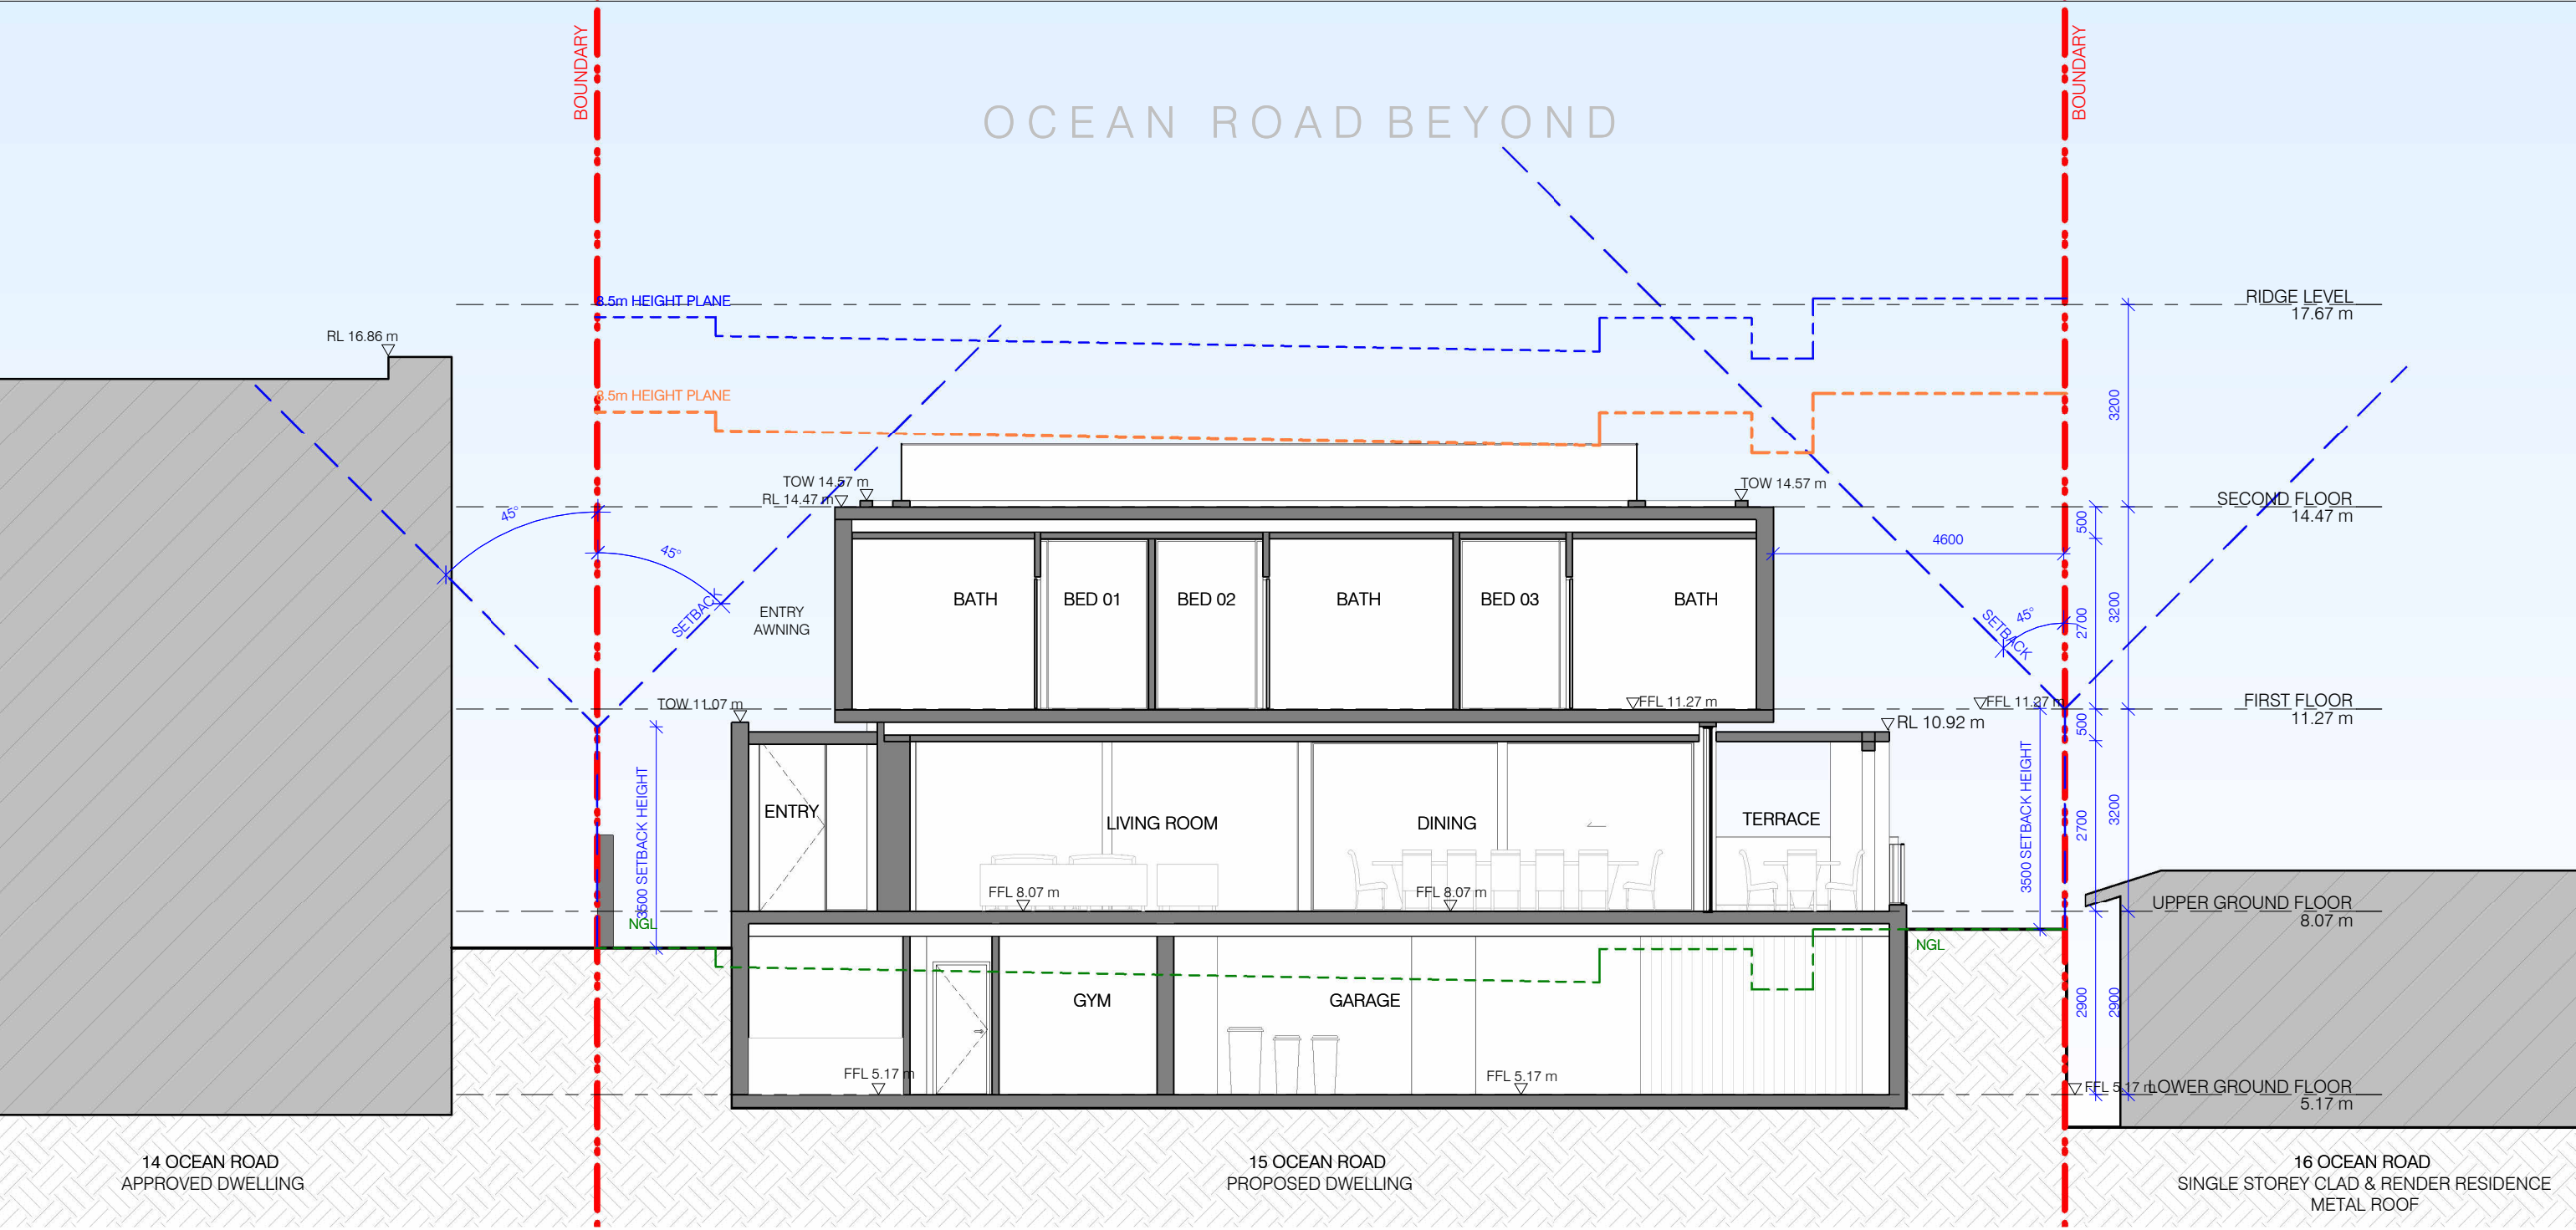 BOUNDARY
BOUNDARY
OCEAN ROAD BEYOND
8.5m HEIGHT PLANE
RIDGE LEVEL
17.67 m
RL 16.86 m
8.5m HEIGHT PLANE
3200
TOW 14.57 m
RL 14.47 m
TOW 14.57 m
SECOND FLOOR
14.47 m
45°
45°
500
4600
SETBACK
ENTRY
AWNING
BATH
BED 01
BED 02
BATH
BED 03
BATH
SETBACK
45°
2700
3200
TOW 11.07 m
FFL 11.27 m
FFL 11.27 m
FIRST FLOOR
11.27 m
RL 10.92 m
500
3500 SETBACK HEIGHT
ENTRY
LIVING ROOM
DINING
TERRACE
3500 SETBACK HEIGHT
2700
3200
FFL 8.07 m
FFL 8.07 m
UPPER GROUND FLOOR
8.07 m
NGL
NGL
GYM
GARAGE
2900
2900
FFL 5.17 m
FFL 5.17 m
FFL 5.17 m
LOWER GROUND FLOOR
5.17 m
14 OCEAN ROAD
APPROVED DWELLING
15 OCEAN ROAD
PROPOSED DWELLING
16 OCEAN ROAD
SINGLE STOREY CLAD & RENDER RESIDENCE
METAL ROOF